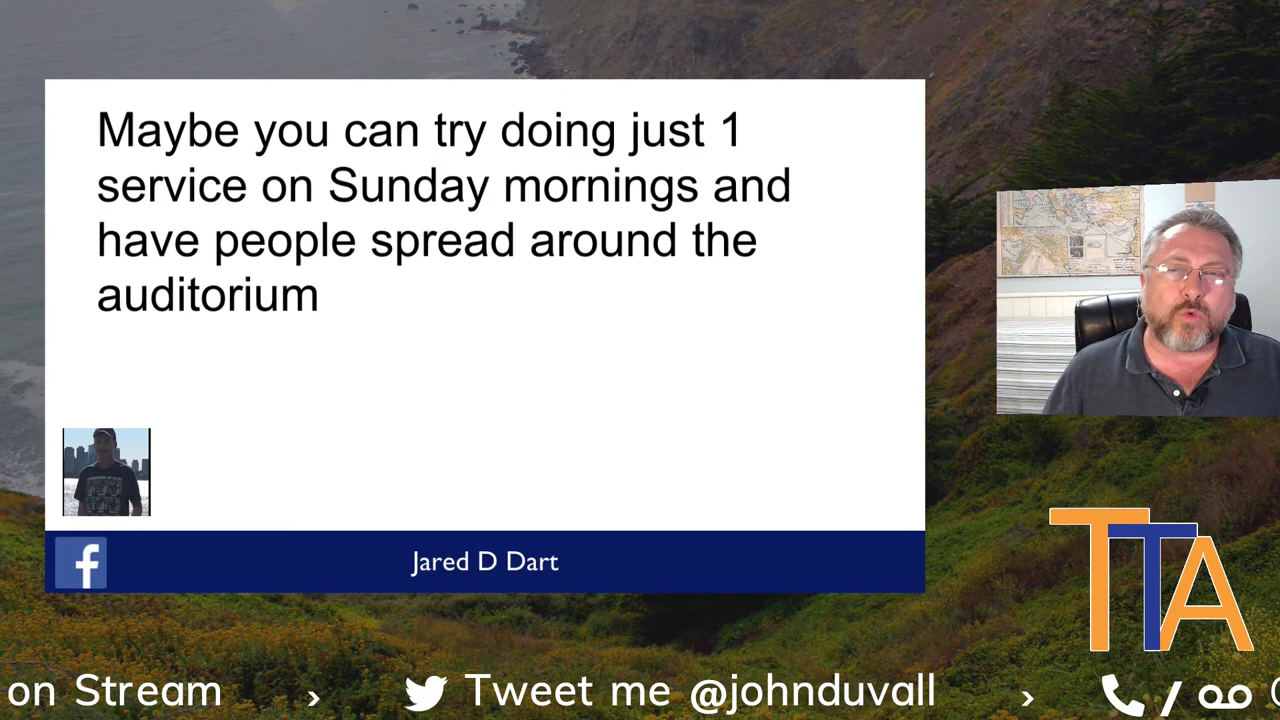 Maybe you can try doing just 1
service on Sunday mornings and
have people spread around the
auditorium
f
Jared D Dart
TTA
on Stream › Tweet me @johnduvall › /